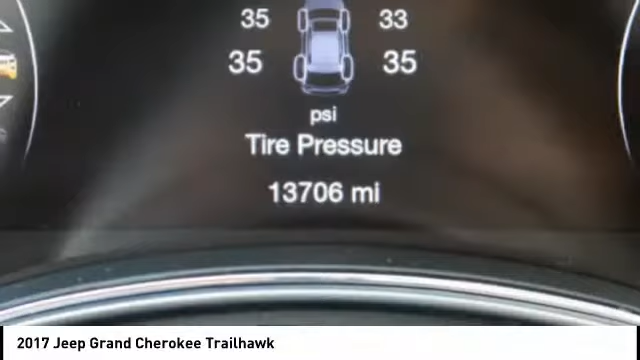 35 33
35 35
psi
Tire Pressure
13706 mi
2017 Jeep Grand Cherokee Trailhawk